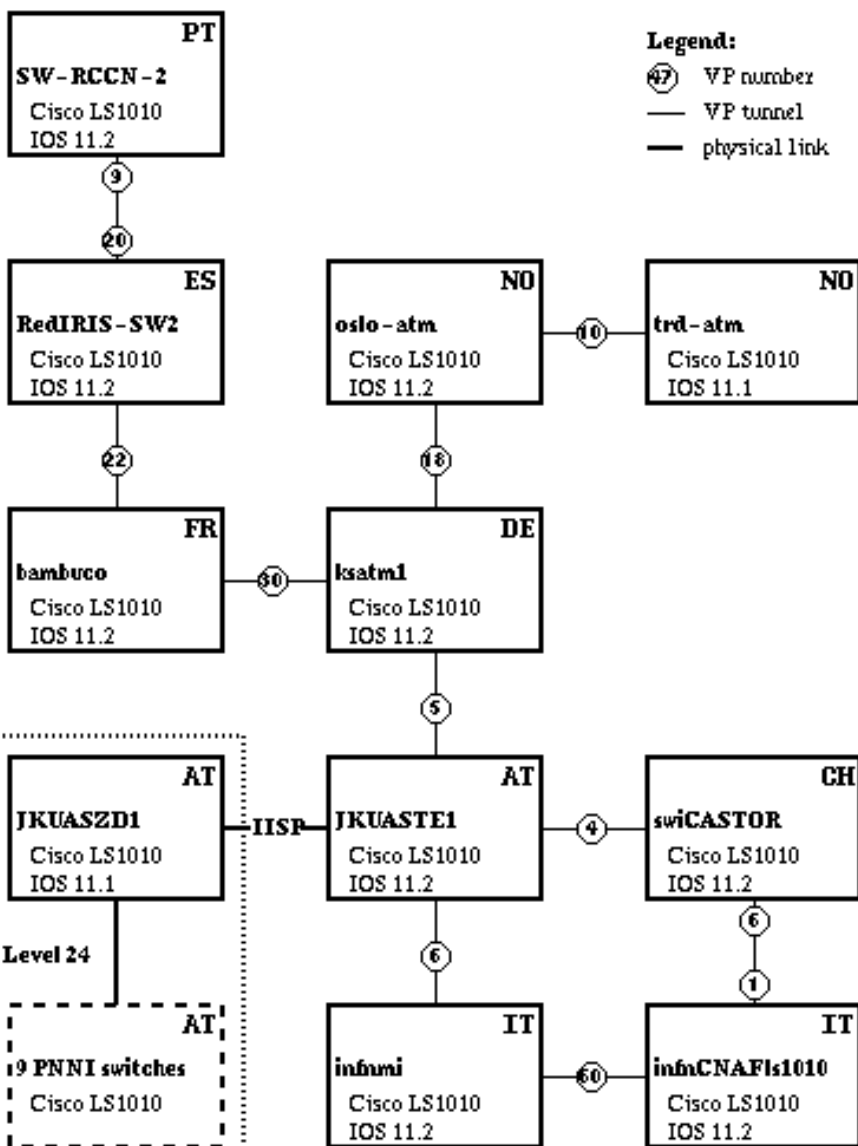 PT
SW-RCCN-2
Cisco LS1010
IOS 11.2
Legend:
47 VP number
VP tunnel
physical link
9
20
ES
RedIRIS-SW2
Cisco LS1010
IOS 11.2
NO
oslo-atm
Cisco LS1010
IOS 11.2
10
NO
trd-atm
Cisco LS1010
IOS 11.1
22
18
FR
bambuco
Cisco LS1010
IOS 11.2
30
DE
ksatm1
Cisco LS1010
IOS 11.2
5
AT
JKUASZD1
Cisco LS1010
IOS 11.1
IISP
AT
JKUASTE1
Cisco LS1010
IOS 11.2
4
CH
swiCASTOR
Cisco LS1010
IOS 11.2
Level 24
6
6
1
AT
9 PNNI switches
Cisco LS1010
IT
infnmi
Cisco LS1010
IOS 11.2
60
IT
infnCNAFls1010
Cisco LS1010
IOS 11.2